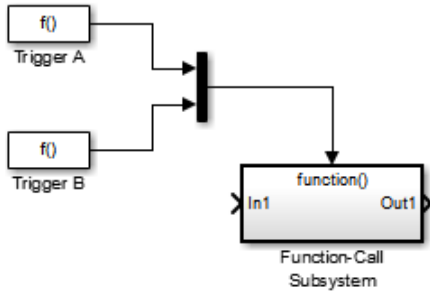 f()
Trigger A
f()
Trigger B
function()
In1 Out1
Function-Call
Subsystem